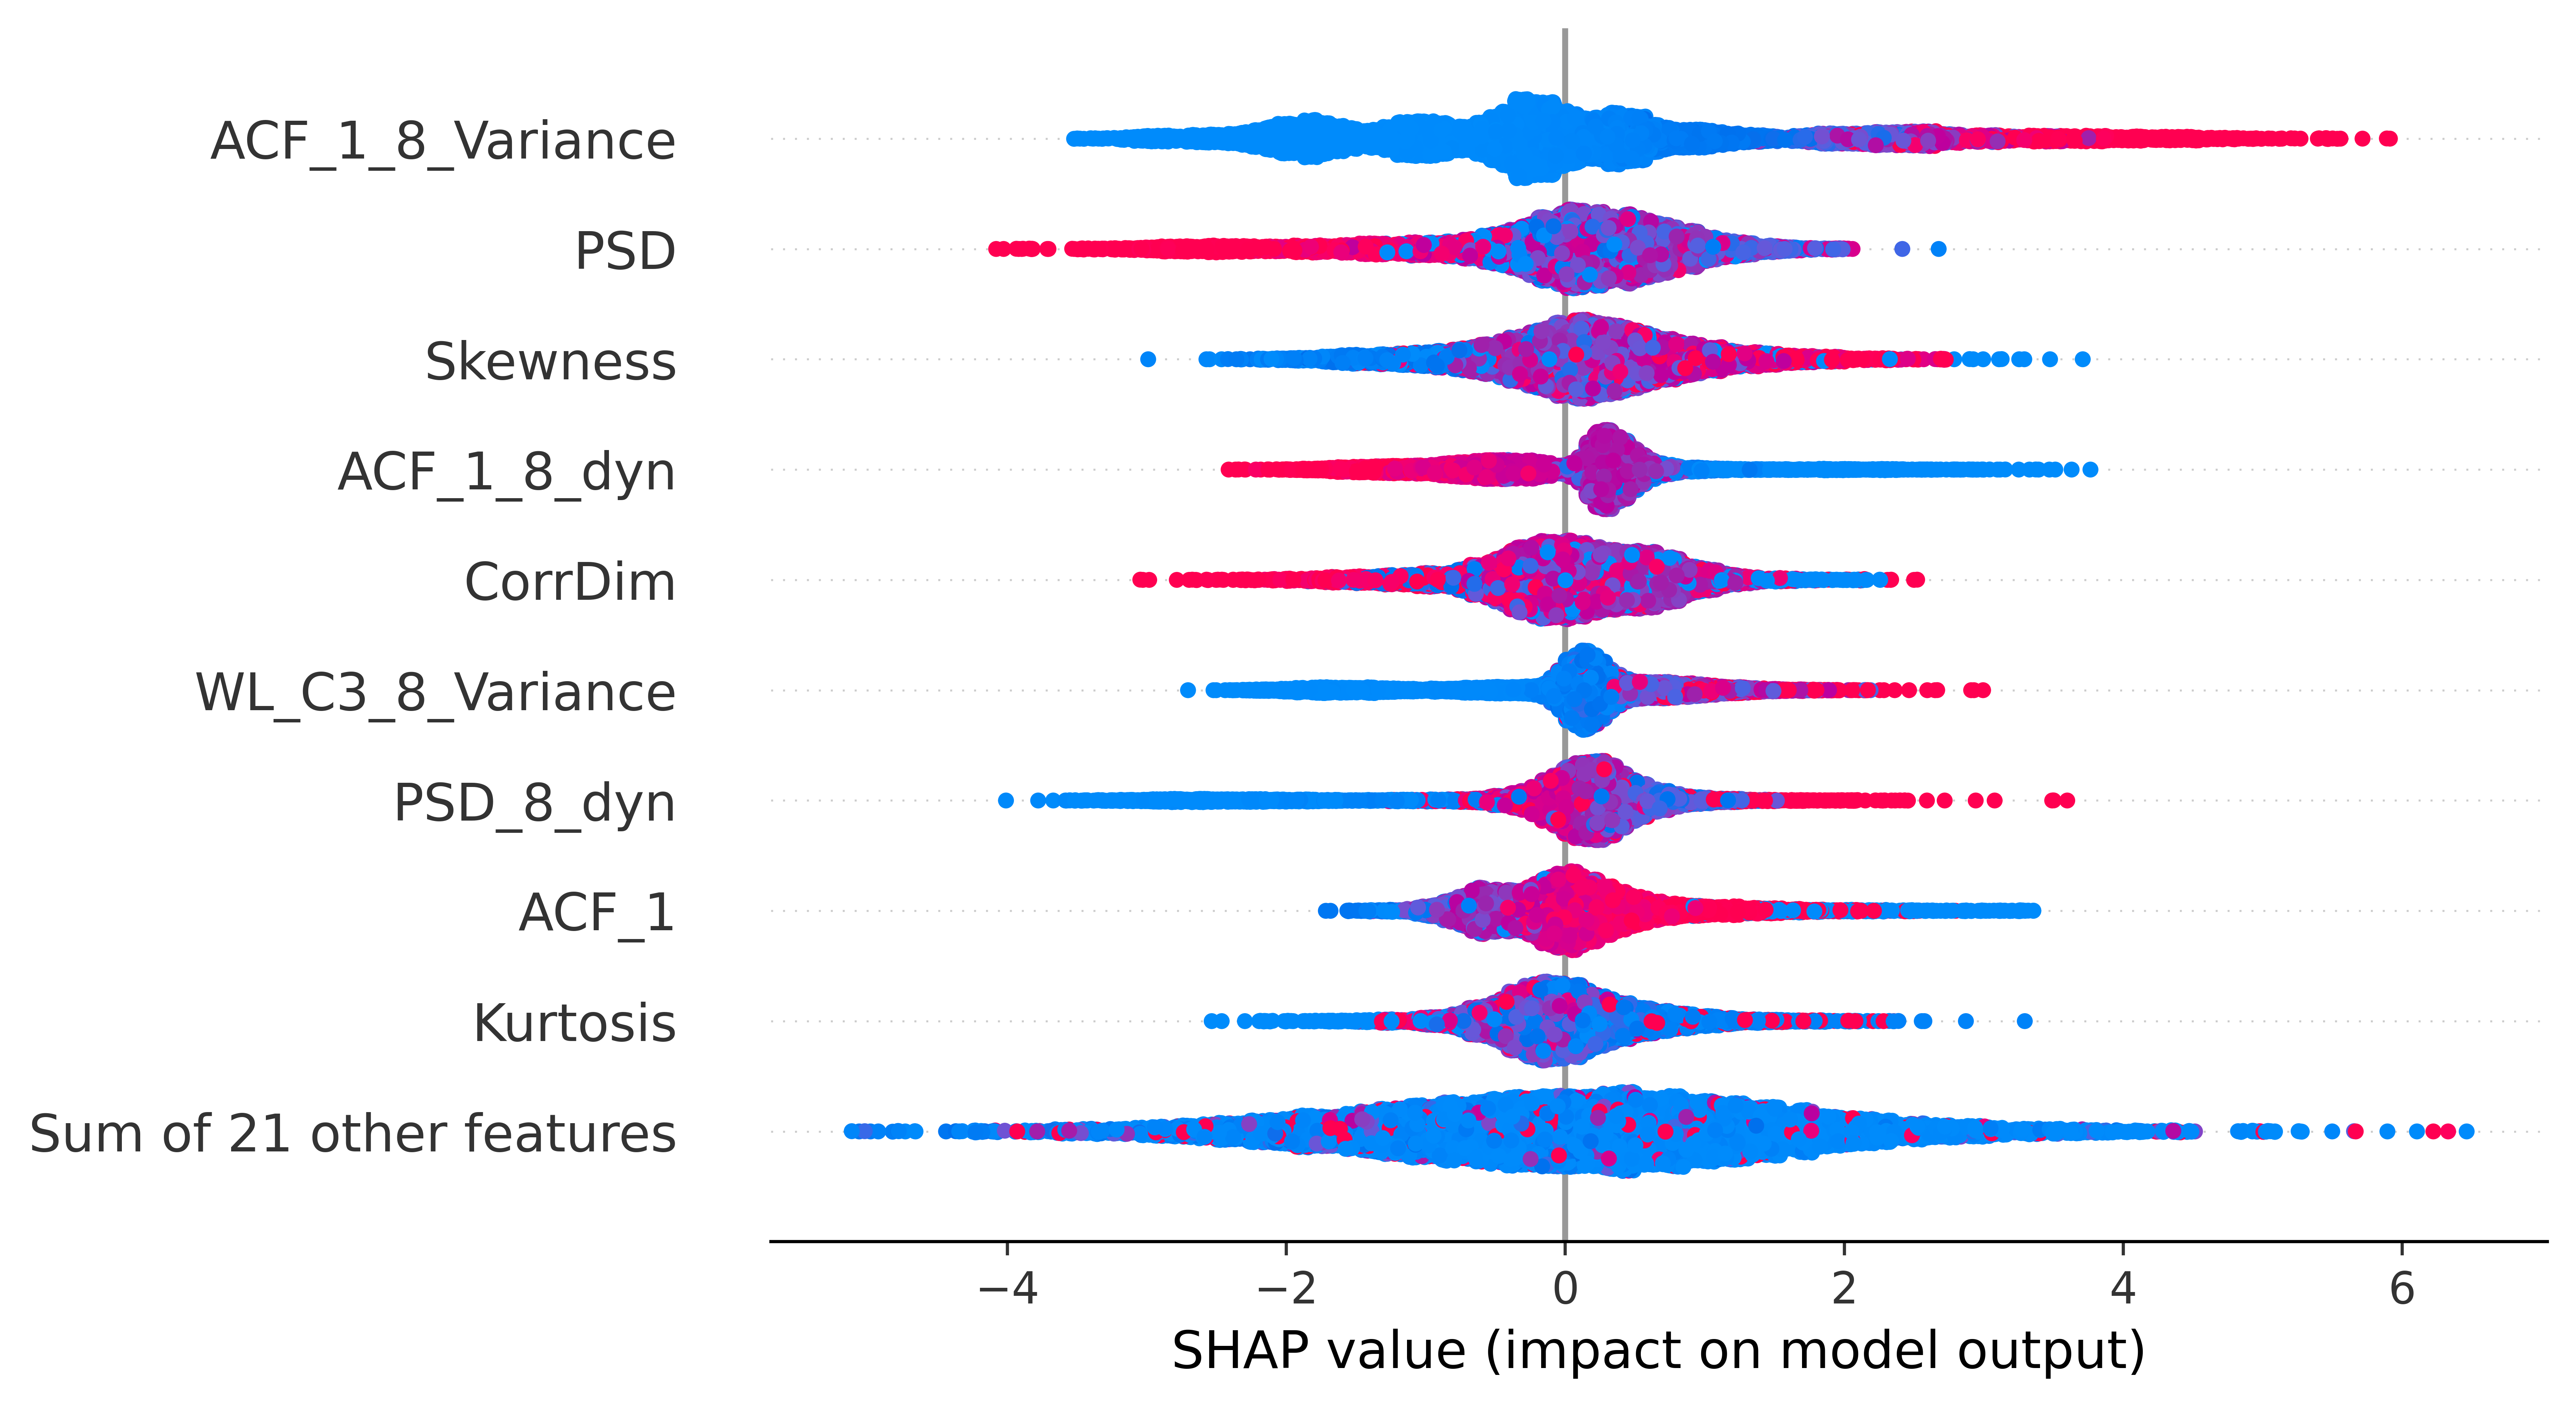 ACF_1_8_Variance
PSD
Skewness
ACF_1_8_dyn
CorrDim
WL_C3_8_Variance
PSD_8_dyn
ACF_1
Kurtosis
Sum of 21 other features
−4 −2 0 2 4 6
SHAP value (impact on model output)